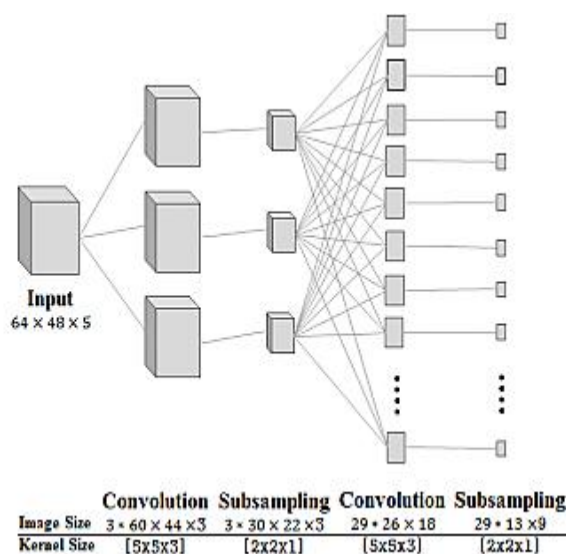 Input
64 × 48 × 5
Convolution Subsampling Convolution Subsampling
Image Size 3 * 60 × 44 ×3 3 * 30 × 22 ×3 29 * 26 × 18 29 * 13 ×9
Kernel Size [5x5x3] [2x2x1] [5x5x3] [2x2x1]